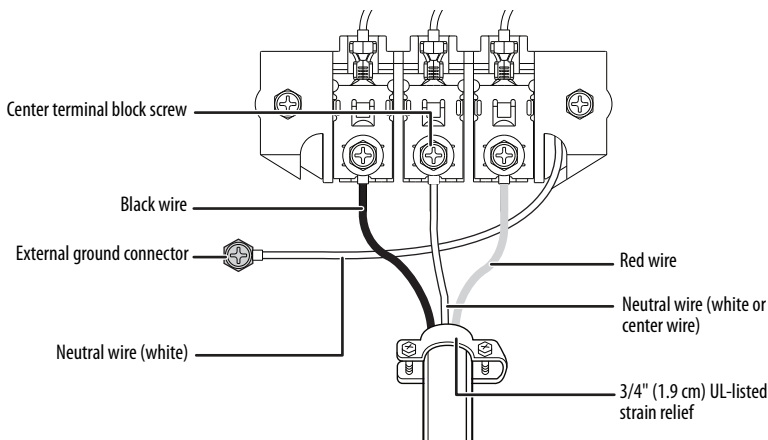 Center terminal block screw
Black wire
External ground connector
Neutral wire (white)
Red wire
Neutral wire (white or
center wire)
3/4" (1.9 cm) UL-listed
strain relief